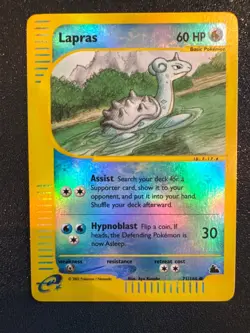 Lapras
60 HP
Basic Pokémon
Assist Search your deck for a
Supporter card, show it to your
opponent, and put it into your hand.
Shuffle your deck afterward.
Hypnoblast Flip a coin. If
heads, the Defending Pokémon is
now Asleep.
30
weakness
resistance
retreat cost